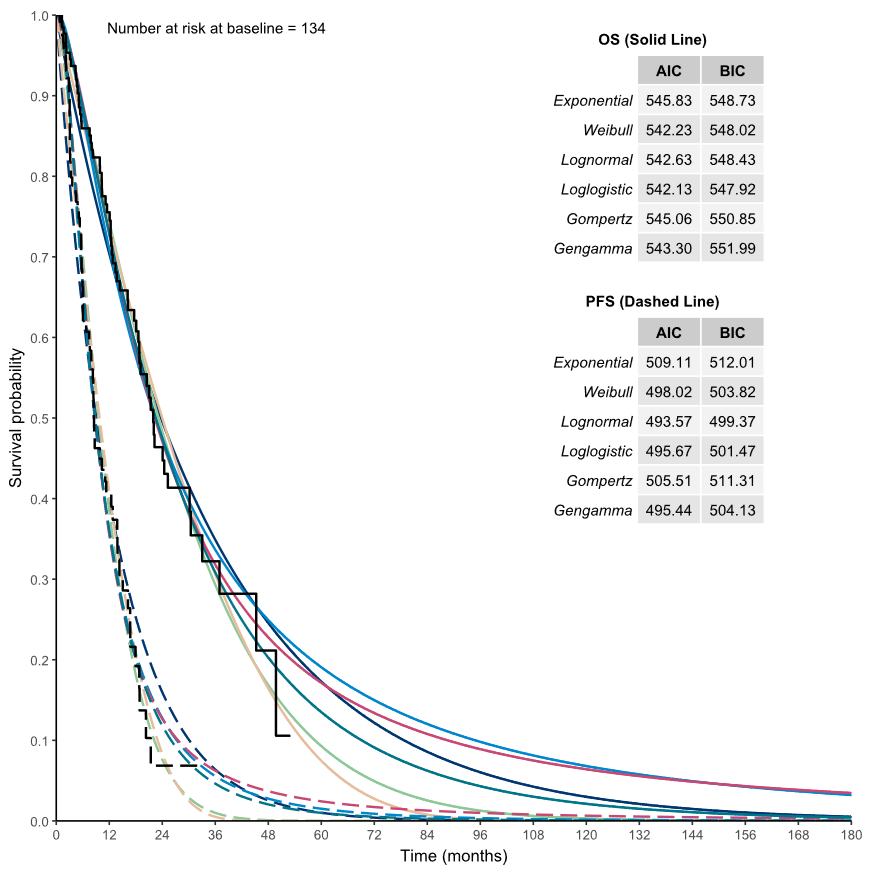 Number at risk at baseline = 134
OS (Solid Line)
AIC BIC
Exponential 545.83 548.73
Weibull 542.23 548.02
Lognormal 542.63 548.43
Loglogistic 542.13 547.92
Gompertz 545.06 550.85
Gengamma 543.30 551.99
PFS (Dashed Line)
AIC BIC
Exponential 509.11 512.01
Weibull 498.02 503.82
Lognormal 493.57 499.37
Loglogistic 495.67 501.47
Gompertz 505.51 511.31
Gengamma 495.44 504.13
Survival probability
1.0
0.9
0.8
0.7
0.6
0.5
0.4
0.3
0.2
0.1
0.0
0 12 24 36 48 60 72 84 96 108 120 132 144 156 168 180
Time (months)